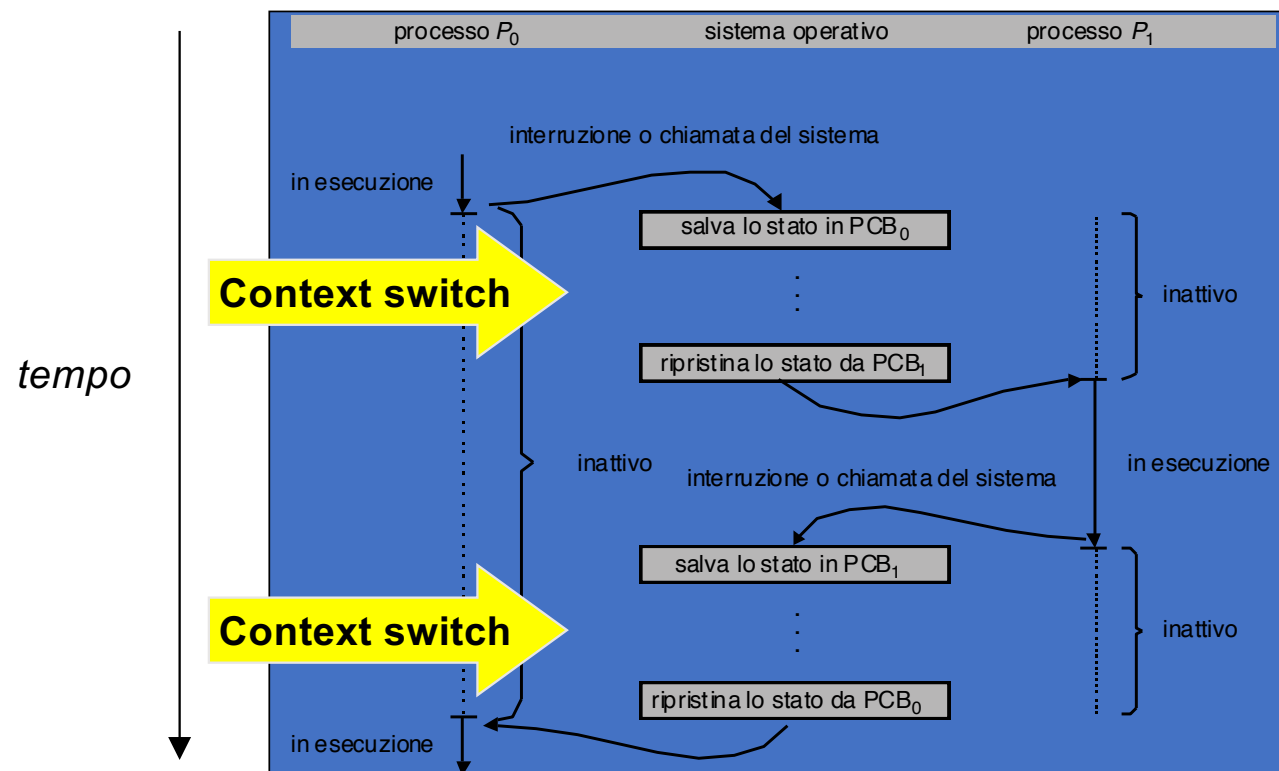 processo P₀ sistema operativo processo P₁
interruzione o chiamata del sistema
in esecuzione
salva lo stato in PCB₀
Context switch
inattivo
ripristina lo stato da PCB₁
tempo
inattivo
in esecuzione
interruzione o chiamata del sistema
salva lo stato in PCB₁
Context switch
inattivo
ripristina lo stato da PCB₀
in esecuzione